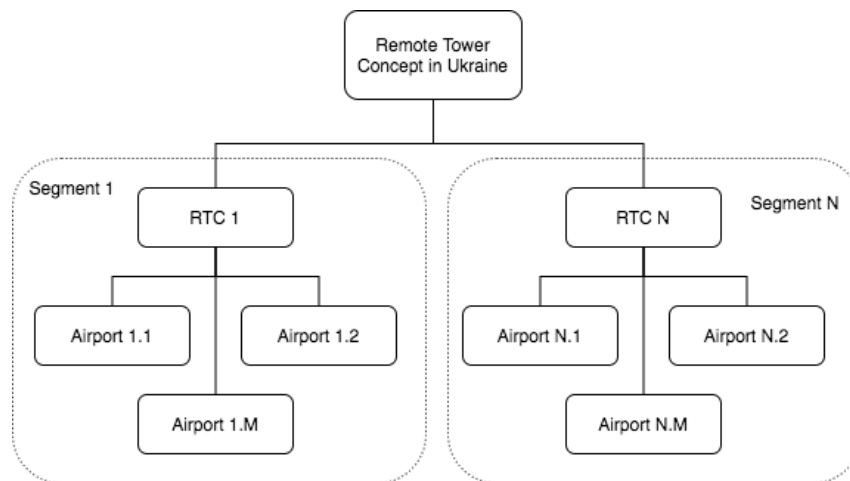 Remote Tower
Concept in Ukraine
Segment 1
Segment N
RTC 1
RTC N
Airport 1.1
Airport 1.2
Airport N.1
Airport N.2
Airport 1.M
Airport N.M